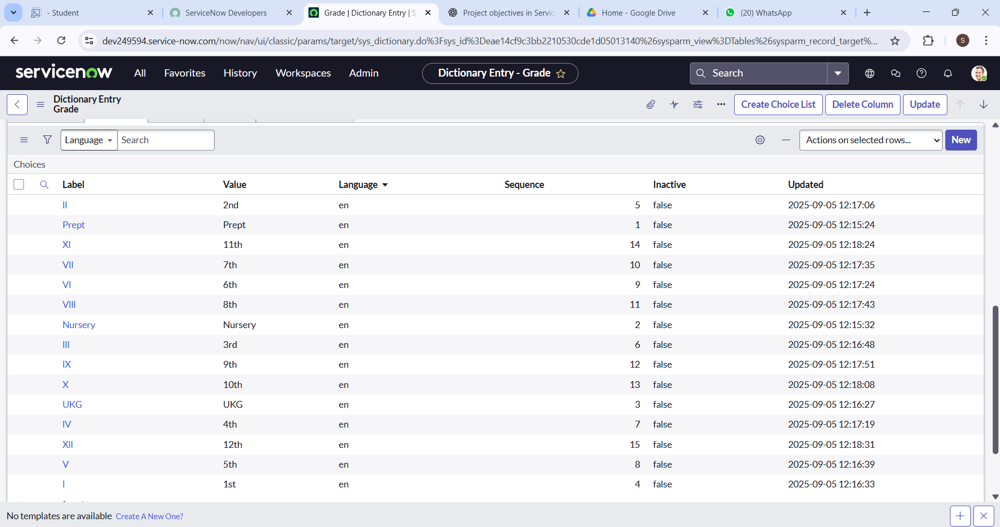 - Student
ServiceNow Developers
Grade | Dictionary Entry | S
Project objectives in Servic
Home - Google Drive
(20) WhatsApp
dev249594.service-now.com/now/nav/ui/classic/params/target/sys_dictionary.do%3Fsys_id%3Deae14cf9c3bb2210530cde1d05013140%26sysparm_view%3DTables%26sysparm_record_target%...
S
servicenow All Favorites History Workspaces Admin Dictionary Entry - Grade Search
Dictionary Entry
Grade
Create Choice List Delete Column Update
Language Search Actions on selected rows... New
Choices
Label Value Language Sequence Inactive Updated
II 2nd en 5 false 2025-09-05 12:17:06
Prept Prept en 1 false 2025-09-05 12:15:24
XI 11th en 14 false 2025-09-05 12:18:24
VII 7th en 10 false 2025-09-05 12:17:35
VI 6th en 9 false 2025-09-05 12:17:24
VIII 8th en 11 false 2025-09-05 12:17:43
Nursery Nursery en 2 false 2025-09-05 12:15:32
III 3rd en 6 false 2025-09-05 12:16:48
IX 9th en 12 false 2025-09-05 12:17:51
X 10th en 13 false 2025-09-05 12:18:08
UKG UKG en 3 false 2025-09-05 12:16:27
IV 4th en 7 false 2025-09-05 12:17:19
XII 12th en 15 false 2025-09-05 12:18:31
V 5th en 8 false 2025-09-05 12:16:39
I 1st en 4 false 2025-09-05 12:16:33
No templates are available Create A New One?